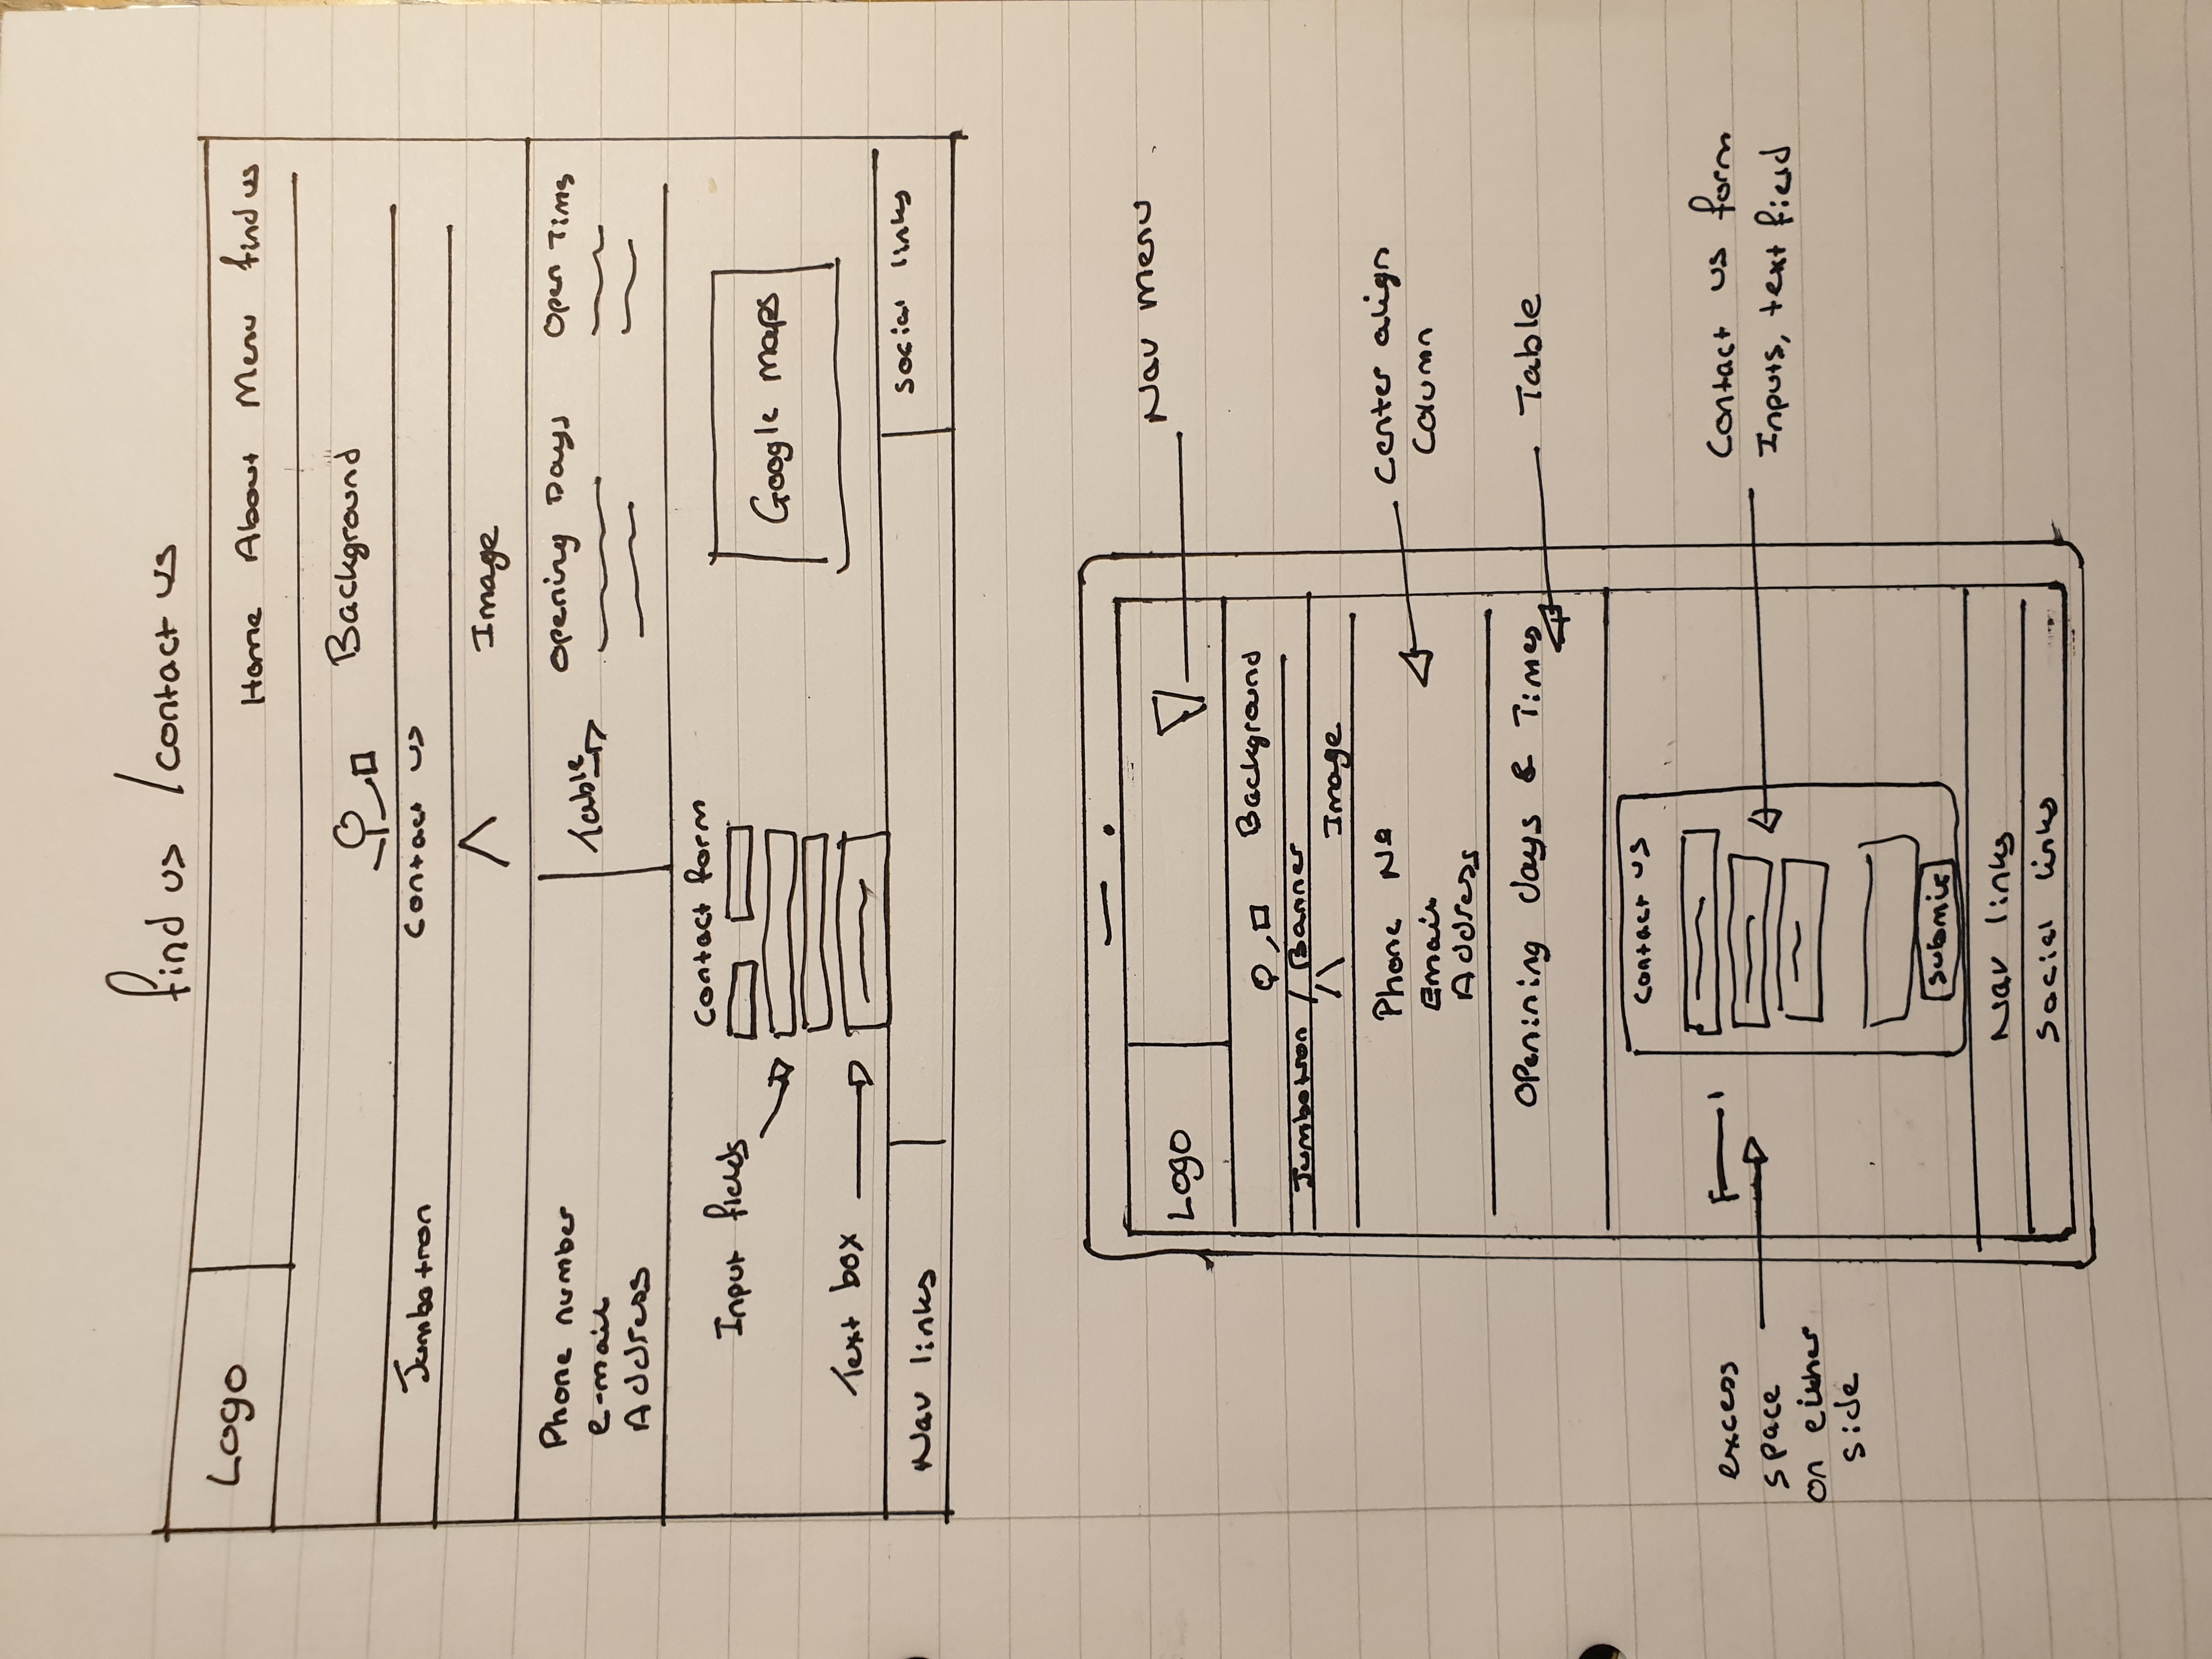 find us / contact us
Logo
Home About Menu find us
Background
Jumbotron Contact us
Image
Phone number
e-mail
Address
Table
Opening Days Open Time
Contact form
Input fields
Text box
Google maps
Nav links
social links
Nav menu
Logo
Background
Jumbotron / Banner
Image
Phone No
Email
Address
Center align
Column
Openining days & Times
Table
Contact us
excess
space
on either
side
Contact us form
Inputs, text field
Submit
Nav links
Social links